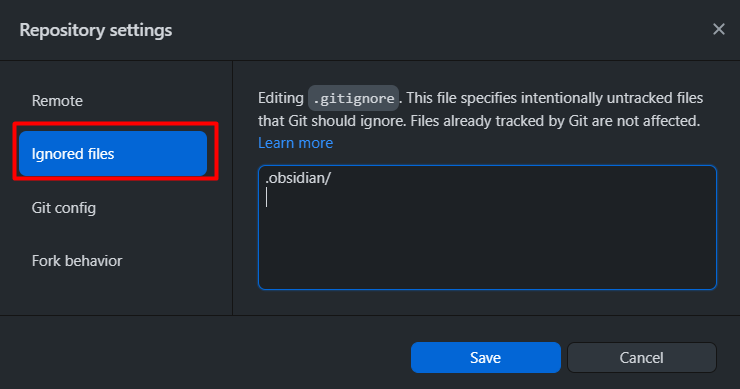 Repository settings
Remote
Ignored files
Git config
Fork behavior
Editing .gitignore. This file specifies intentionally untracked files
that Git should ignore. Files already tracked by Git are not affected.
Learn more
.obsidian/
Save
Cancel